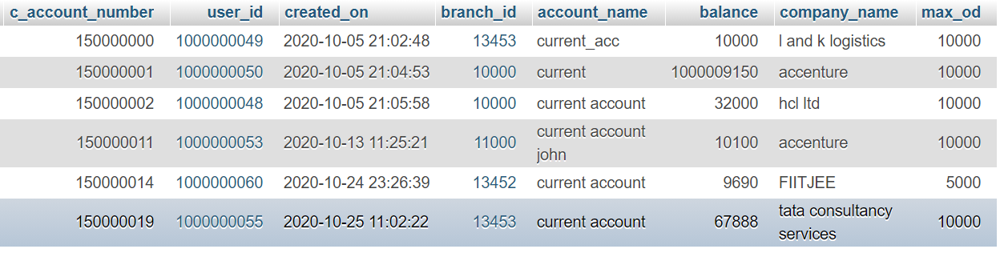 c_account_number user_id created_on branch_id account_name balance company_name max_od
150000000 1000000049 2020-10-05 21:02:48 13453 current_acc 10000 l and k logistics 10000
150000001 1000000050 2020-10-05 21:04:53 10000 current 1000009150 accenture 10000
150000002 1000000048 2020-10-05 21:05:58 10000 current account 32000 hcl ltd 10000
150000011 1000000053 2020-10-13 11:25:21 11000 current account john 10100 accenture 10000
150000014 1000000060 2020-10-24 23:26:39 13452 current account 9690 FIITJEE 5000
150000019 1000000055 2020-10-25 11:02:22 13453 current account 67888 tata consultancy services 10000